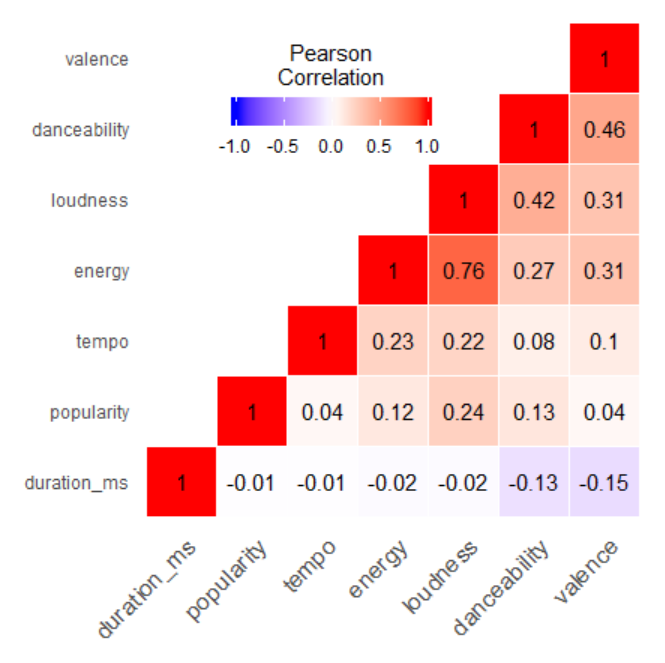 Pearson
Correlation
-1.0 -0.5 0.0 0.5 1.0
valence 1
danceability 1 0.46
loudness 1 0.42 0.31
energy 1 0.76 0.27 0.31
tempo 1 0.23 0.22 0.08 0.1
popularity 1 0.04 0.12 0.24 0.13 0.04
duration_ms 1 -0.01 -0.01 -0.02 -0.02 -0.13 -0.15
duration_ms popularity tempo energy loudness danceability valence